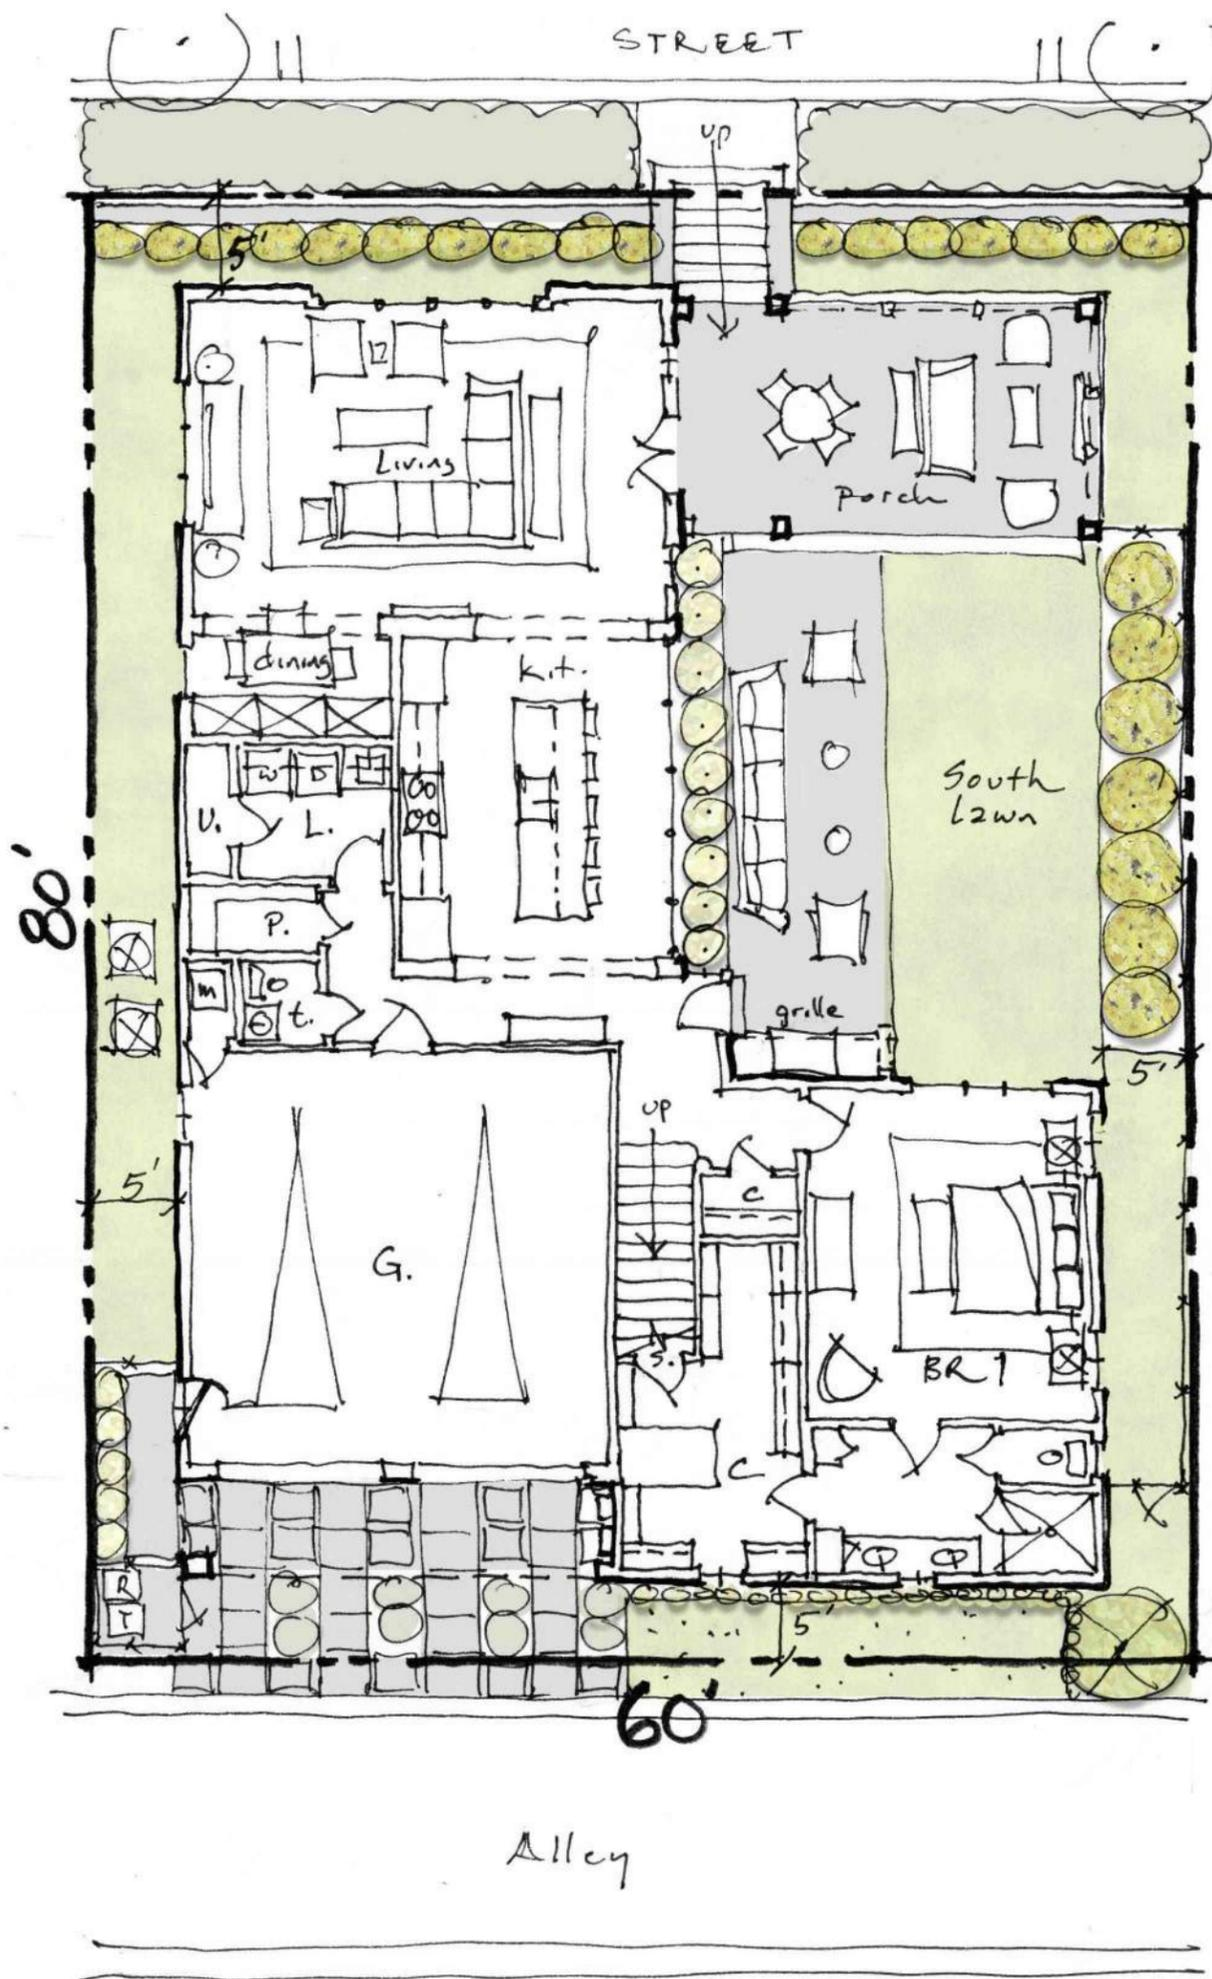 STREET
up
5'
Living
Porch
dining
kit.
W
D
U.
L.
South
Lawn
80'
P.
m
t.
grille
5'
up
C
5'
G.
S.
BR 1
C
R
T
5'
60'
Alley